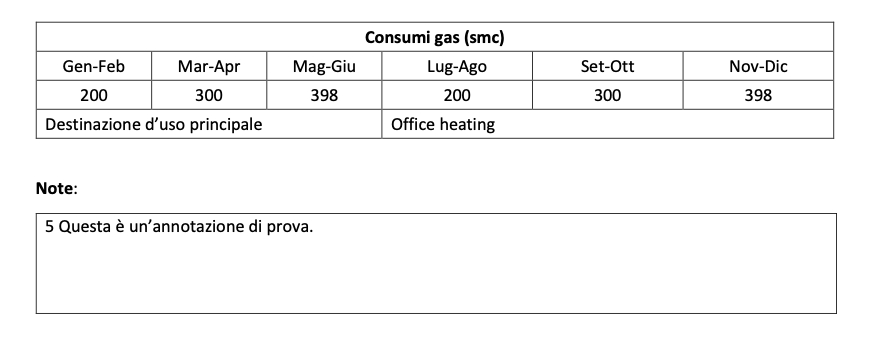 Consumi gas (smc)
Gen-Feb Mar-Apr Mag-Giu Lug-Ago Set-Ott Nov-Dic
200 300 398 200 300 398
Destinazione d’uso principale Office heating
Note:
5 Questa è un’annotazione di prova.